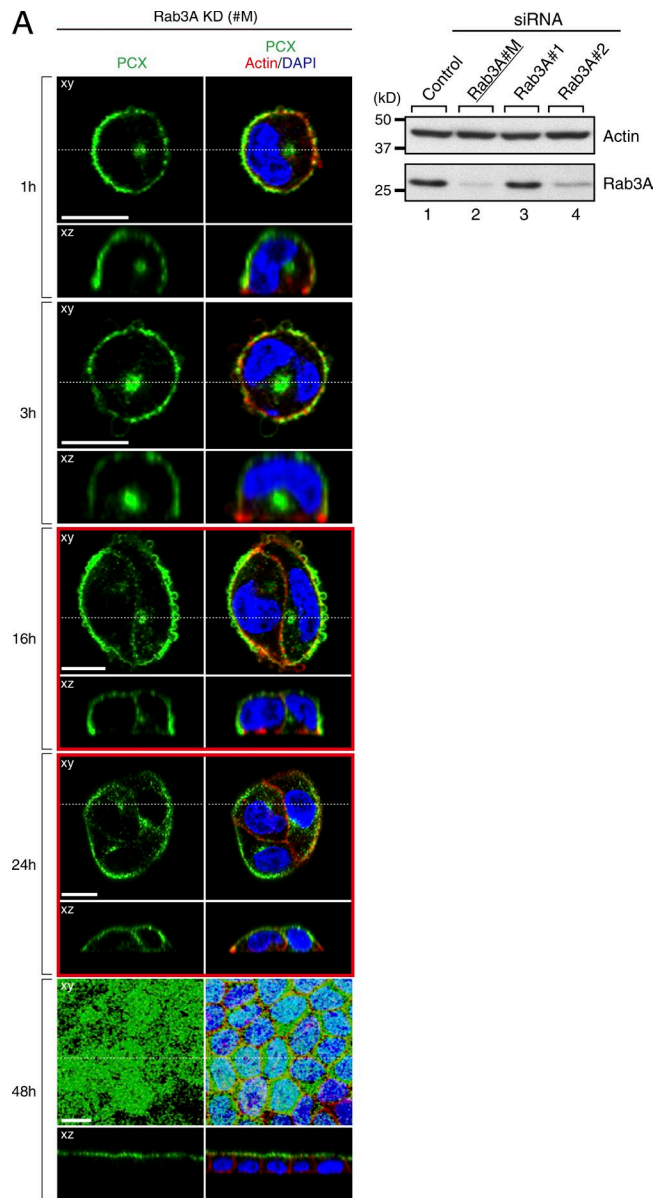 A
Rab3A KD (#M)
PCX
PCX
Actin/DAPI
1h
xy
xz
3h
xy
xz
16h
xy
xz
24h
xy
xz
48h
xy
xz
siRNA
Control
Rab3A#M
Rab3A#1
Rab3A#2
(kD)
50
37
Actin
25
Rab3A
1 2 3 4